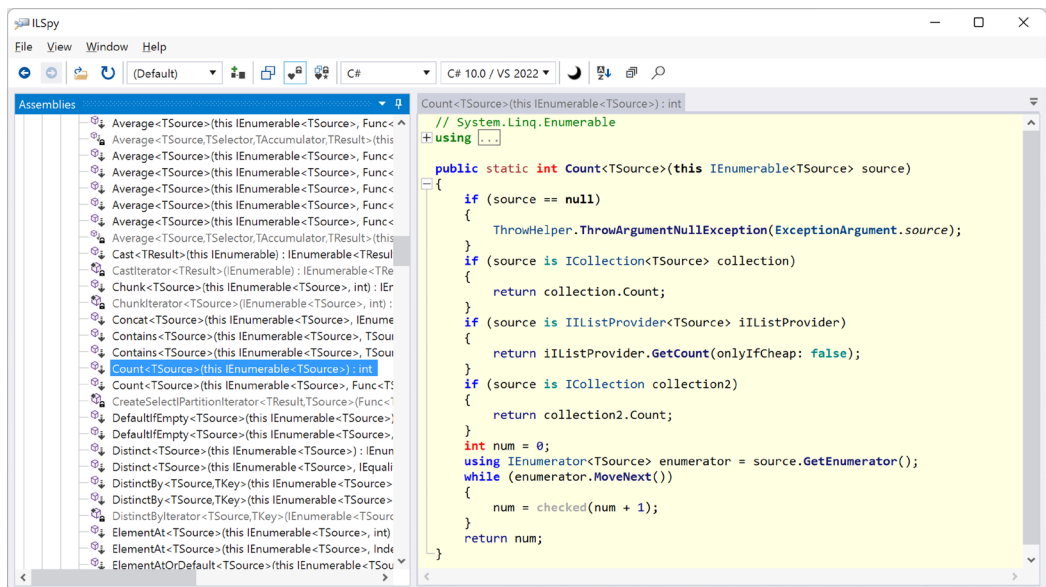 ILSpy
File View Window Help
(Default) C# C# 10.0 / VS 2022
Assemblies
Average<TSource>(this IEnumerable<TSource>, Func<
Average<TSource,TSelector,TAccumulator,TResult>(this
Average<TSource>(this IEnumerable<TSource>, Func<
Average<TSource>(this IEnumerable<TSource>, Func<
Average<TSource>(this IEnumerable<TSource>, Func<
Average<TSource>(this IEnumerable<TSource>, Func<
Average<TSource>(this IEnumerable<TSource>, Func<
Average<TSource,TSelector,TAccumulator,TResult>(this
Cast<TResult>(this IEnumerable) : IEnumerable<TResul
CastIterator<TResult>(IEnumerable) : IEnumerable<TRe
Chunk<TSource>(this IEnumerable<TSource>, int) : IEr
ChunkIterator<TSource>(IEnumerable<TSource>, int) :
Concat<TSource>(this IEnumerable<TSource>, IEnume
Contains<TSource>(this IEnumerable<TSource>, TSour
Contains<TSource>(this IEnumerable<TSource>, TSour
Count<TSource>(this IEnumerable<TSource>) : int
Count<TSource>(this IEnumerable<TSource>, Func<TS
CreateSelectIPartitionIterator<TResult,TSource>(Func<T
DefaultIfEmpty<TSource>(this IEnumerable<TSource>)
DefaultIfEmpty<TSource>(this IEnumerable<TSource>,
Distinct<TSource>(this IEnumerable<TSource>) : IEnum
Distinct<TSource>(this IEnumerable<TSource>, IEquali
DistinctBy<TSource,TKey>(this IEnumerable<TSource>
DistinctBy<TSource,TKey>(this IEnumerable<TSource>
DistinctByIterator<TSource,TKey>(IEnumerable<TSourc
ElementAt<TSource>(this IEnumerable<TSource>, int)
ElementAt<TSource>(this IEnumerable<TSource>, Inde
ElementAtOrDefault<TSource>(this IEnumerable<TSou
Count<TSource>(this IEnumerable<TSource>) : int
// System.Linq.Enumerable
using ...
public static int Count<TSource>(this IEnumerable<TSource> source)
{
if (source == null)
{
ThrowHelper.ThrowArgumentNullException(ExceptionArgument.source);
}
if (source is ICollection<TSource> collection)
{
return collection.Count;
}
if (source is IIListProvider<TSource> iIListProvider)
{
return iIListProvider.GetCount(onlyIfCheap: false);
}
if (source is ICollection collection2)
{
return collection2.Count;
}
int num = 0;
using IEnumerator<TSource> enumerator = source.GetEnumerator();
while (enumerator.MoveNext())
{
num = checked(num + 1);
}
return num;
}